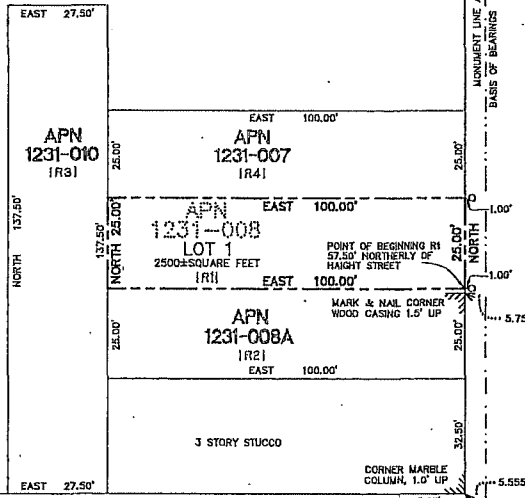 EAST 27.50'
MONUMENT LINE
BASIS OF BEARINGS
EAST 100.00'
APN
1231-010
[R3]
25.00'
APN
1231-007
[R4]
25.00'
EAST 100.00'
1.00'
137.50'
NORTH
137.50'
NORTH 25.00'
APN
1231-008
LOT 1
2500±SQUARE FEET
[R1]
POINT OF BEGINNING R1
57.50' NORTHERLY OF
HAIGHT STREET
25.00'
NORTH
EAST 100.00'
1.00'
MARK & NAIL CORNER
WOOD CASING 1.5' UP
5.75
25.00'
APN
1231-008A
[R2]
25.00'
EAST 100.00'
3 STORY STUCCO
32.50'
CORNER MARBLE
COLUMN, 1.0' UP
5.555
EAST 27.50'